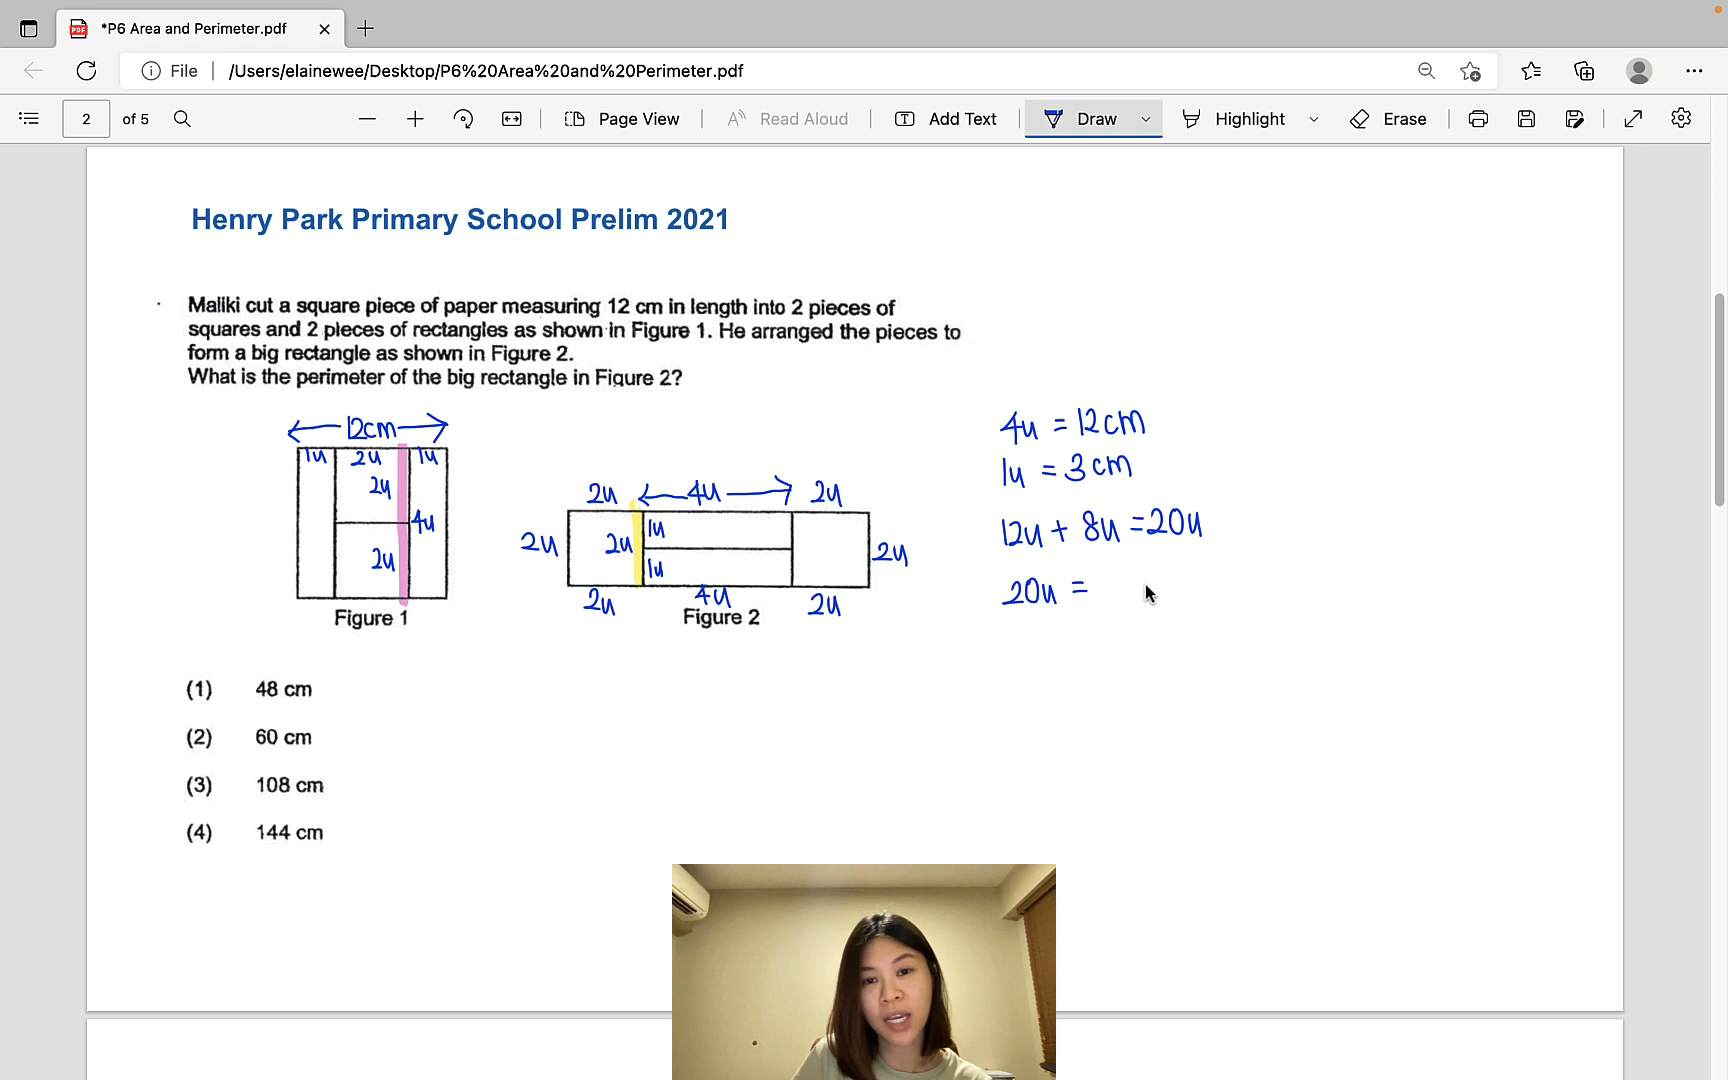 *P6 Area and Perimeter.pdf
File /Users/elainewee/Desktop/P6%20Area%20and%20Perimeter.pdf
2 of 5 Page View Read Aloud Add Text Draw Highlight Erase
Henry Park Primary School Prelim 2021
Maliki cut a square piece of paper measuring 12 cm in length into 2 pieces of
squares and 2 pieces of rectangles as shown in Figure 1. He arranged the pieces to
form a big rectangle as shown in Figure 2.
What is the perimeter of the big rectangle in Figure 2?
12cm
1u 2u 1u
2u
4u
2u
Figure 1
2u 4u 2u
2u 2u 1u 2u
1u
2u 4u 2u
Figure 2
4u = 12cm
1u = 3cm
12u + 8u = 20u
20u =
(1) 48 cm
(2) 60 cm
(3) 108 cm
(4) 144 cm